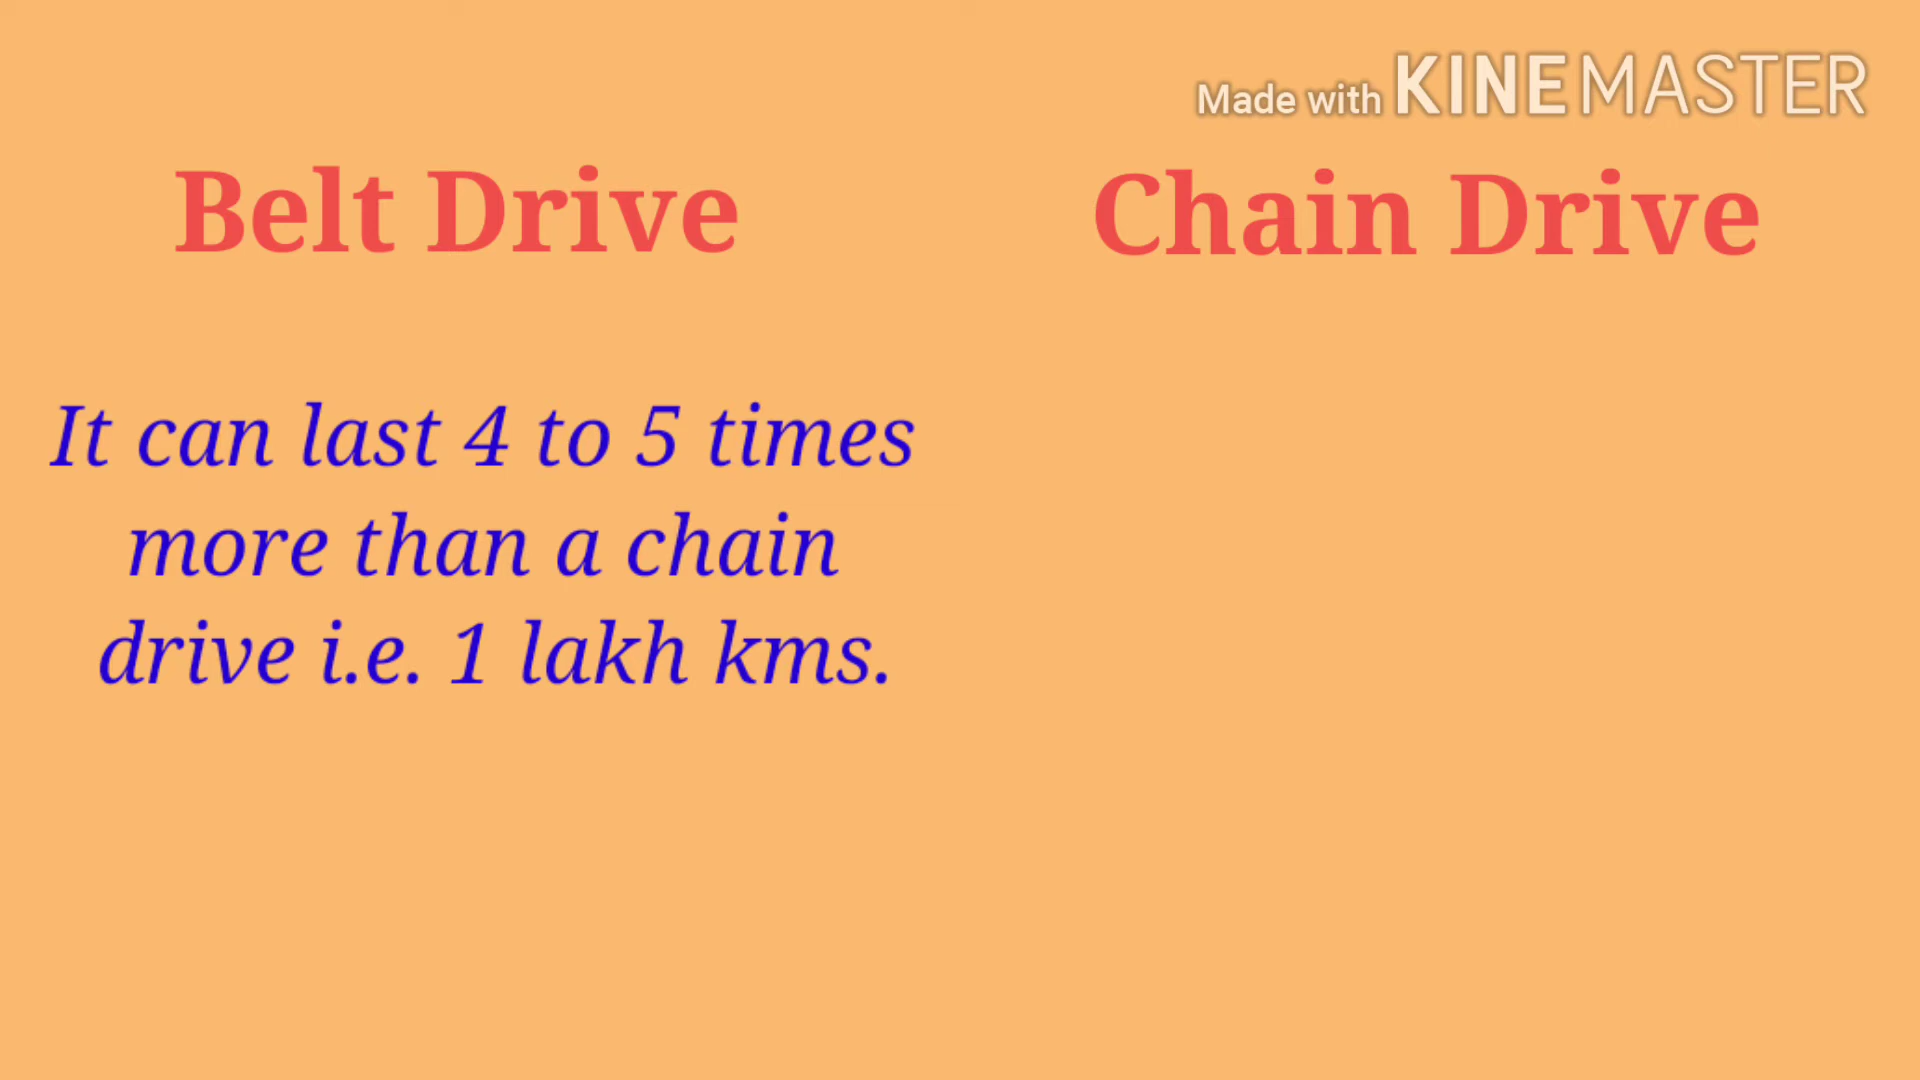 Made with KINEMASTER
Belt Drive
Chain Drive
It can last 4 to 5 times
more than a chain
drive i.e. 1 lakh kms.